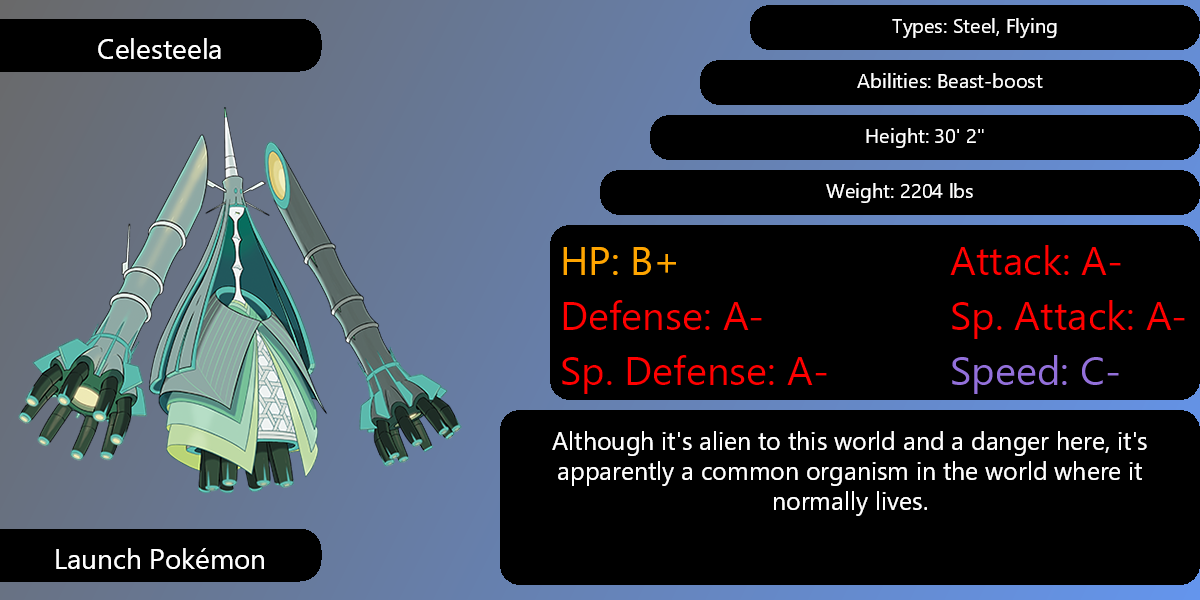 Celesteela
Types: Steel, Flying
Abilities: Beast-boost
Height: 30' 2"
Weight: 2204 lbs
HP: B+
Attack: A-
Defense: A-
Sp. Attack: A-
Sp. Defense: A-
Speed: C-
Although it's alien to this world and a danger here, it's
apparently a common organism in the world where it
normally lives.
Launch Pokémon